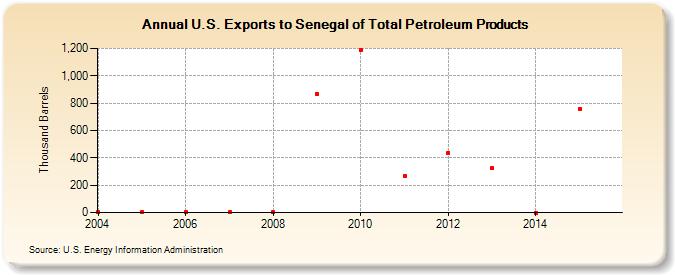 Annual U.S. Exports to Senegal of Total Petroleum Products
Thousand Barrels
1,200
1,000
800
600
400
200
0
2004 2006 2008 2010 2012 2014
Source: U.S. Energy Information Administration